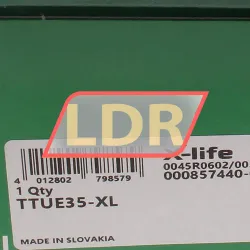 LDR
X-life
0045R0602/00
000857440-
4 012802 798579
1 Qty
TTUE35-XL
MADE IN SLOVAKIA